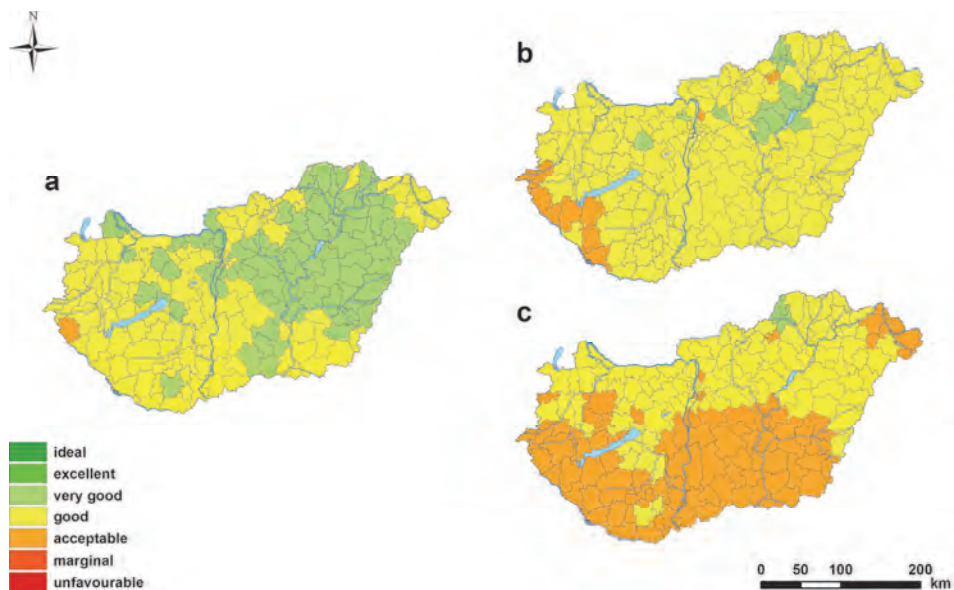 N
b
a
c
ideal
excellent
very good
good
acceptable
marginal
unfavourable
0 50 100 200
km